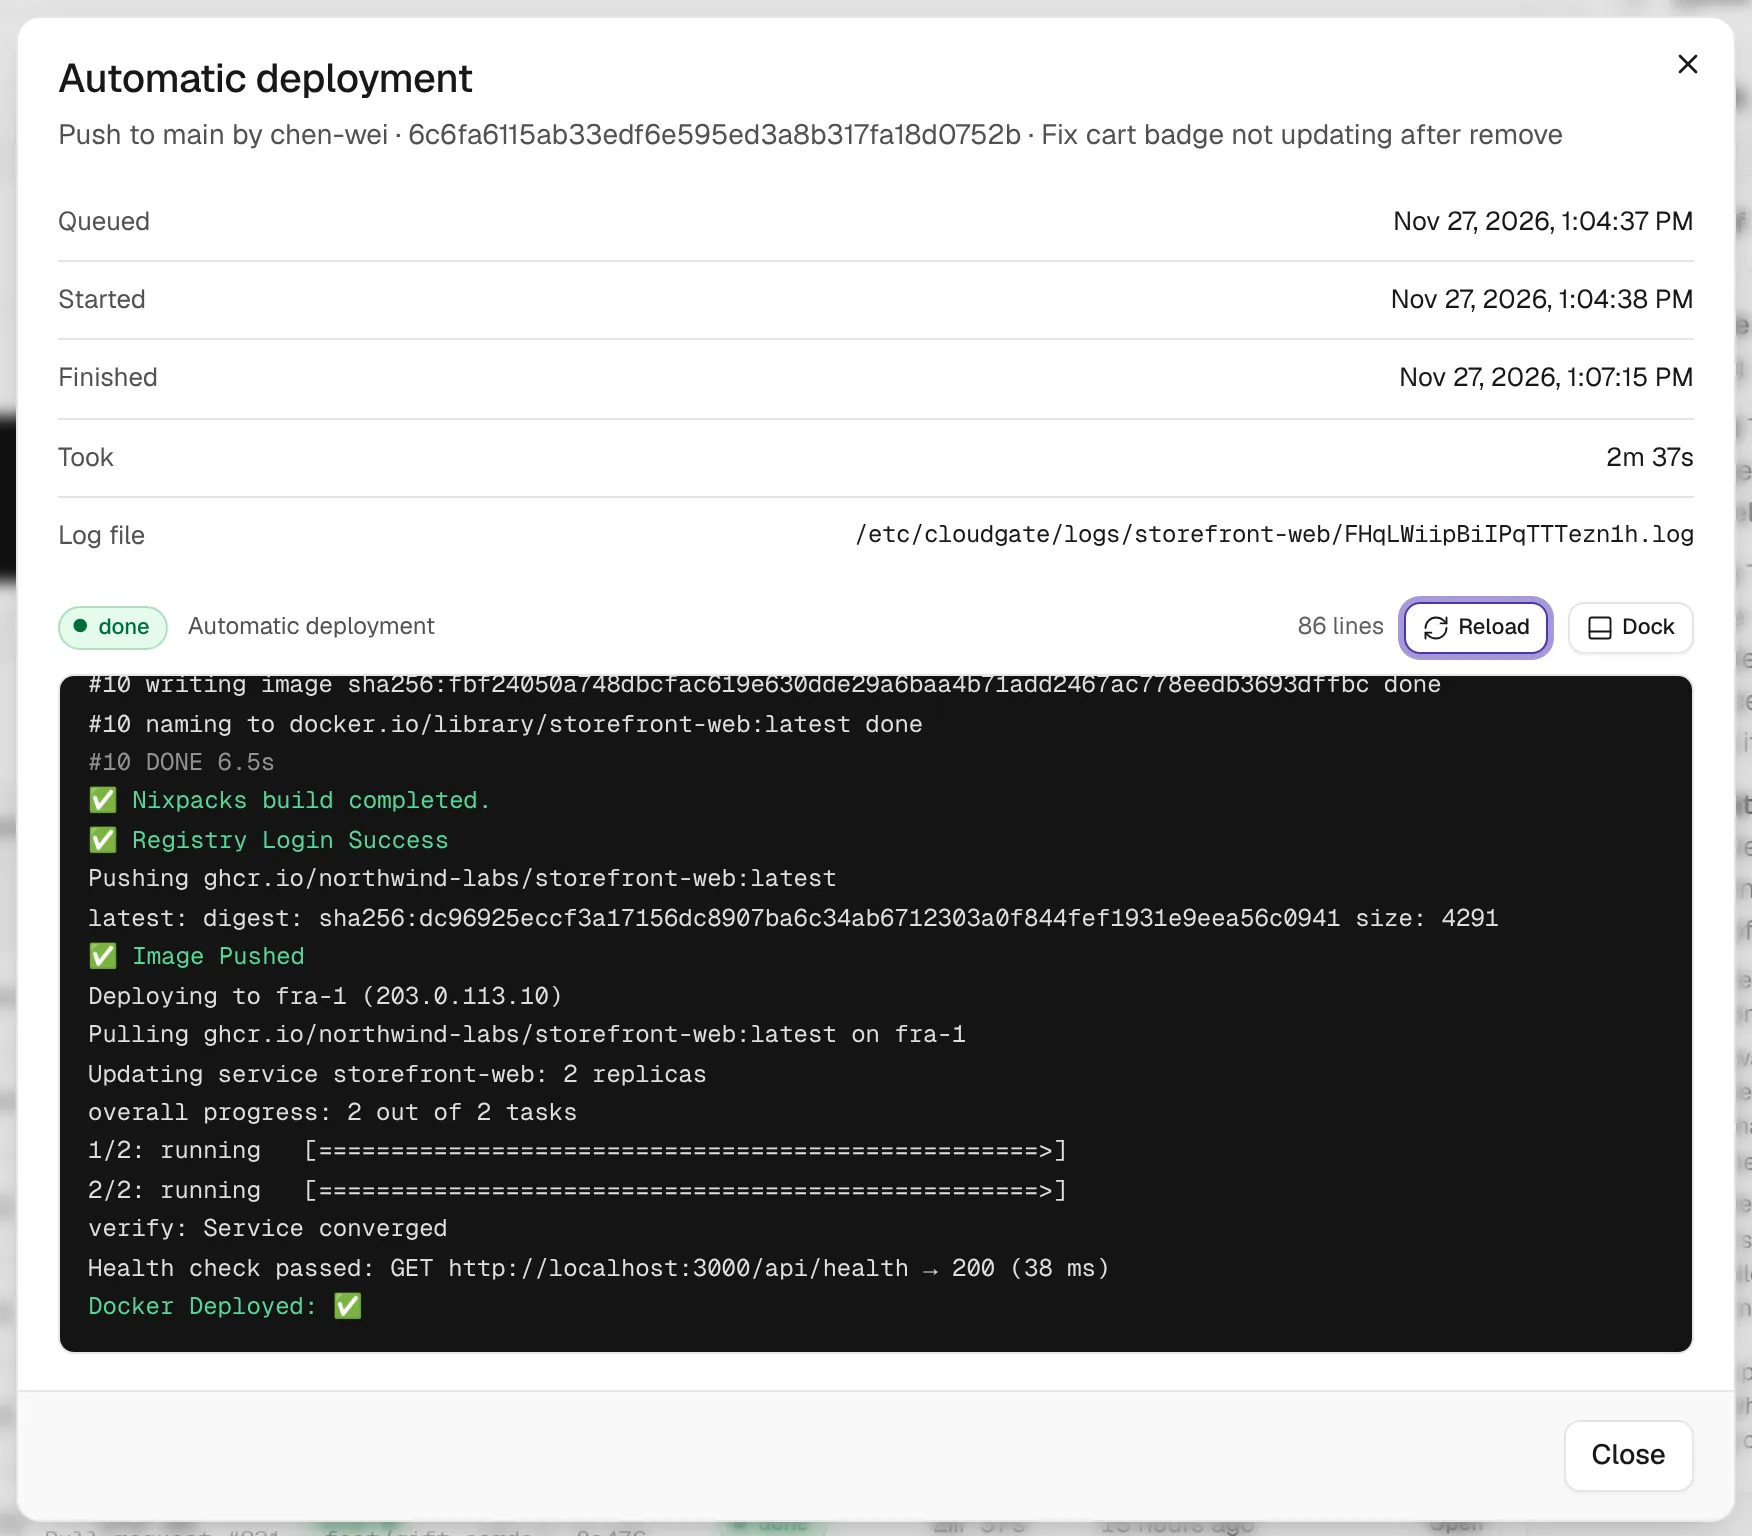 Automatic deployment
Push to main by chen-wei · 6c6fa6115ab33edf6e595ed3a8b317fa18d0752b · Fix cart badge not updating after remove
Queued Nov 27, 2026, 1:04:37 PM
Started Nov 27, 2026, 1:04:38 PM
Finished Nov 27, 2026, 1:07:15 PM
Took 2m 37s
Log file /etc/cloudgate/logs/storefront-web/FHqLWiipBiIPqTTTezn1h.log
done Automatic deployment 86 lines Reload Dock
#10 writing image sha256:fbf24050a748dbcfac619e630dde29a6baa4b71add2467ac778eedb3693dffbc done
#10 naming to docker.io/library/storefront-web:latest done
#10 DONE 6.5s
✅ Nixpacks build completed.
✅ Registry Login Success
Pushing ghcr.io/northwind-labs/storefront-web:latest
latest: digest: sha256:dc96925eccf3a17156dc8907ba6c34ab6712303a0f844fef1931e9eea56c0941 size: 4291
✅ Image Pushed
Deploying to fra-1 (203.0.113.10)
Pulling ghcr.io/northwind-labs/storefront-web:latest on fra-1
Updating service storefront-web: 2 replicas
overall progress: 2 out of 2 tasks
1/2: running   [==================================================>]
2/2: running   [==================================================>]
verify: Service converged
Health check passed: GET http://localhost:3000/api/health → 200 (38 ms)
Docker Deployed: ✅
Close